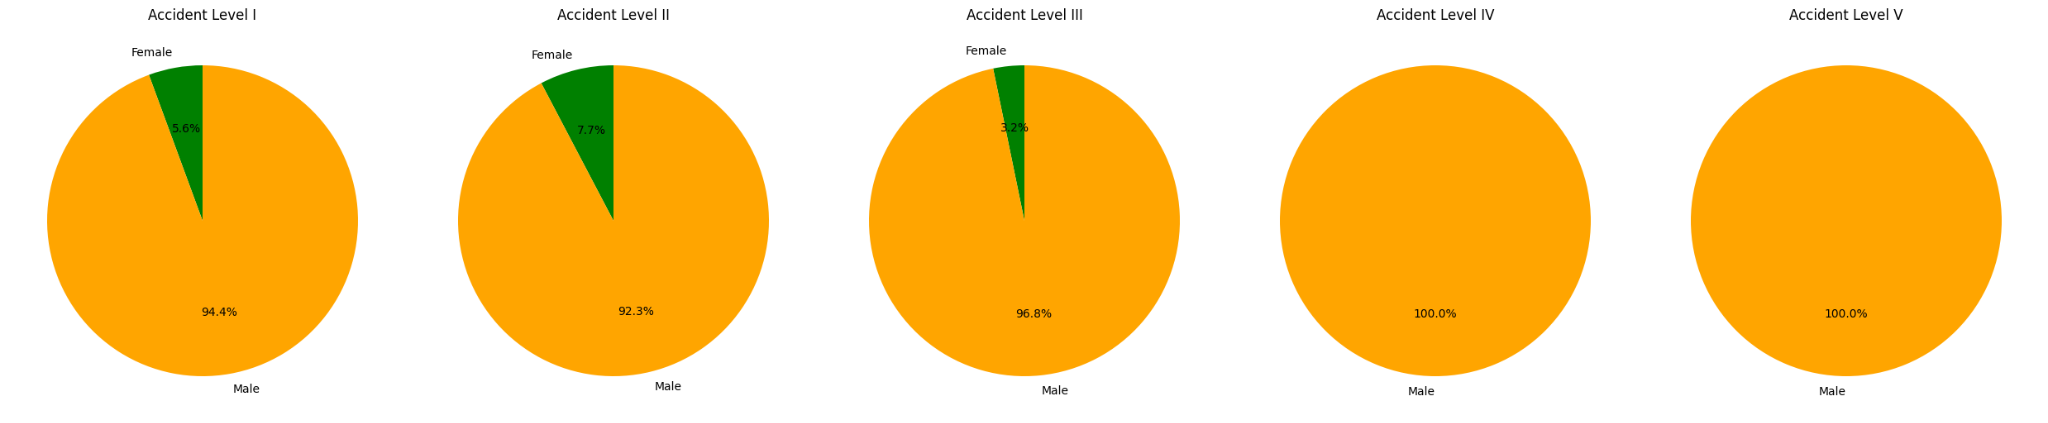 Accident Level I
Female
5.6%
94.4%
Male
Accident Level II
Female
7.7%
92.3%
Male
Accident Level III
Female
3.2%
96.8%
Male
Accident Level IV
100.0%
Male
Accident Level V
100.0%
Male